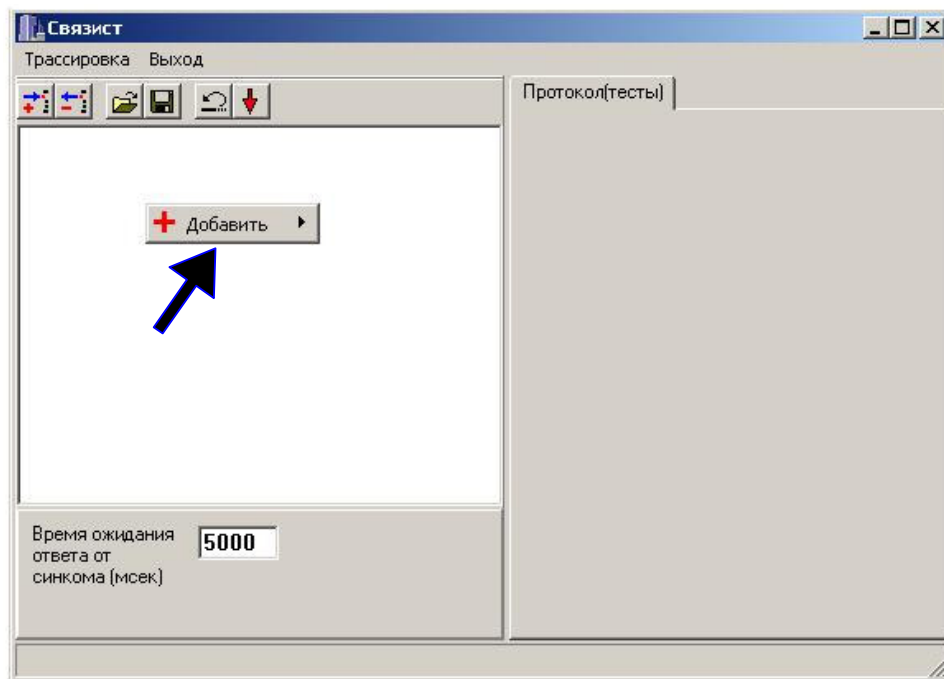 Связист
Трассировка Выход
Протокол(тесты)
Добавить
Время ожидания
ответа от
синкома (мсек)
5000